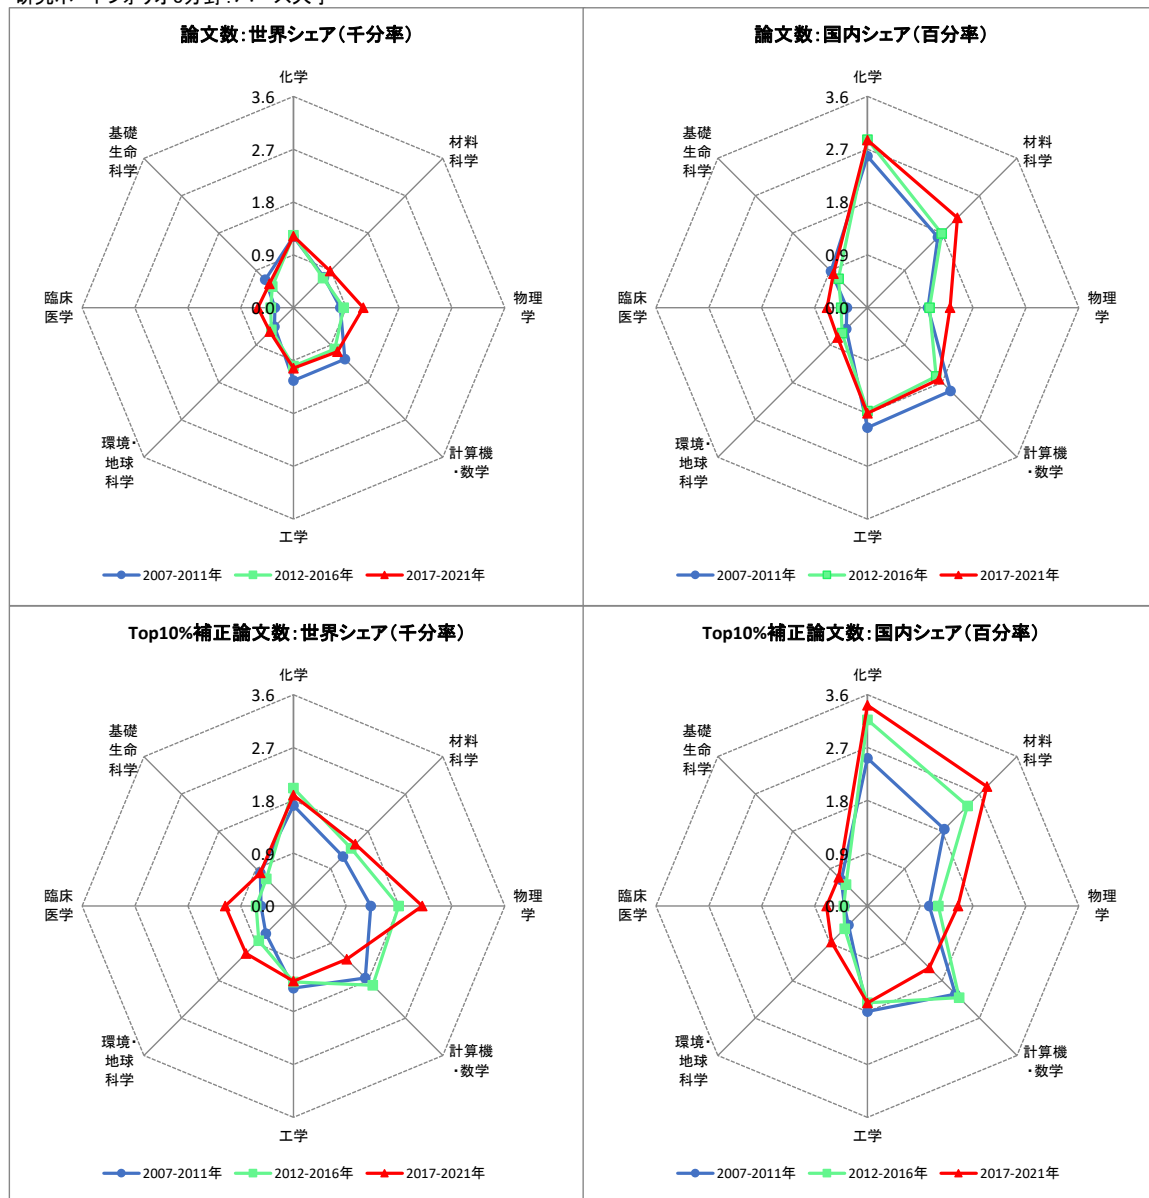 論文数：世界シェア（千分率）
化学
3.6
2.7
1.8
0.9
0.0
材料
科学
物理
学
計算機
・数学
工学
環境・
地球
科学
臨床
医学
基礎
生命
科学
2007-2011年
2012-2016年
2017-2021年
論文数：国内シェア（百分率）
化学
3.6
2.7
1.8
0.9
0.0
材料
科学
物理
学
計算機
・数学
工学
環境・
地球
科学
臨床
医学
基礎
生命
科学
2007-2011年
2012-2016年
2017-2021年
Top10%補正論文数：世界シェア（千分率）
化学
3.6
2.7
1.8
0.9
0.0
材料
科学
物理
学
計算機
・数学
工学
環境・
地球
科学
臨床
医学
基礎
生命
科学
2007-2011年
2012-2016年
2017-2021年
Top10%補正論文数：国内シェア（百分率）
化学
3.6
2.7
1.8
0.9
0.0
材料
科学
物理
学
計算機
・数学
工学
環境・
地球
科学
臨床
医学
基礎
生命
科学
2007-2011年
2012-2016年
2017-2021年